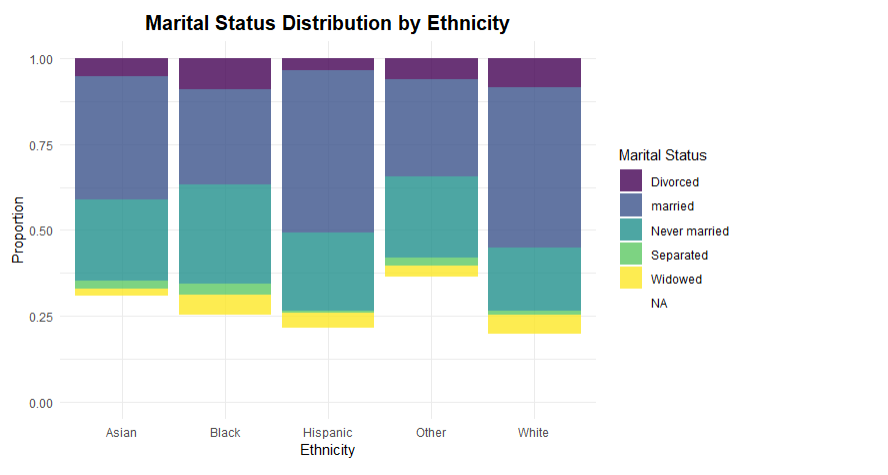 Marital Status Distribution by Ethnicity
1.00
0.75
0.50
0.25
0.00
Proportion
Asian
Black
Hispanic
Other
White
Ethnicity
Marital Status
Divorced
married
Never married
Separated
Widowed
NA